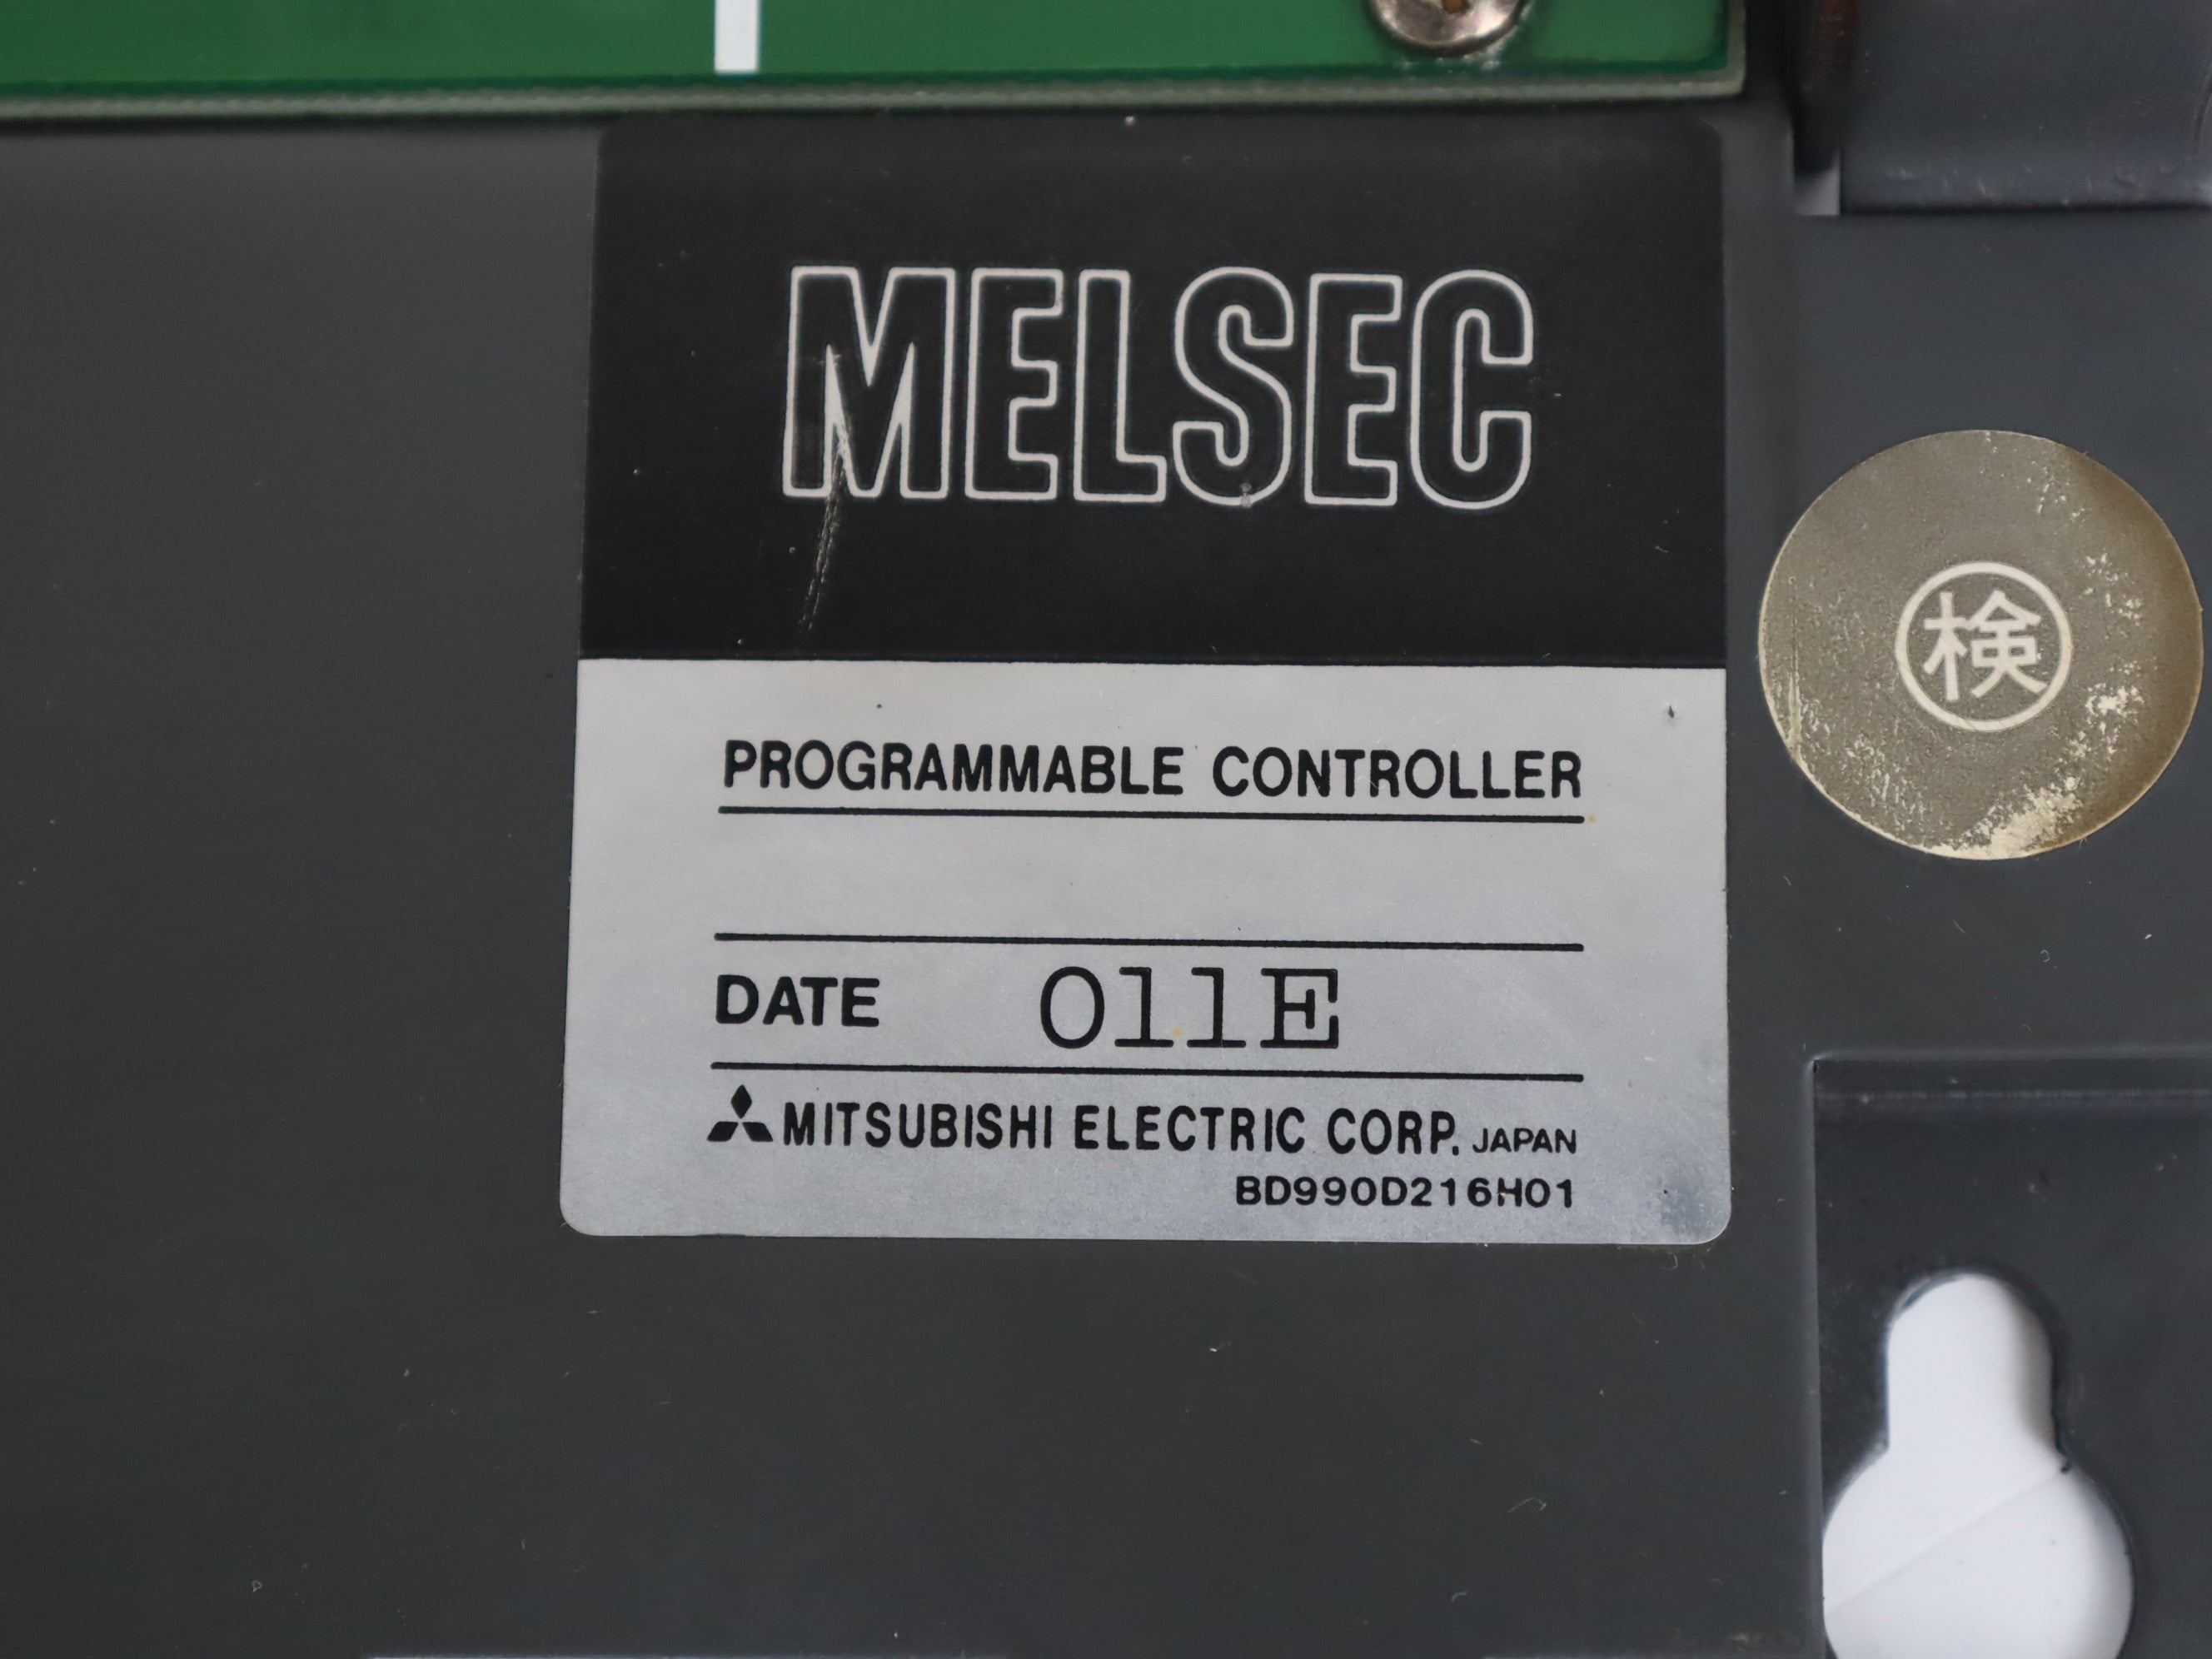 MELSEC
検
PROGRAMMABLE CONTROLLER
DATE 011E
MITSUBISHI ELECTRIC CORP. JAPAN
BD990D216H01